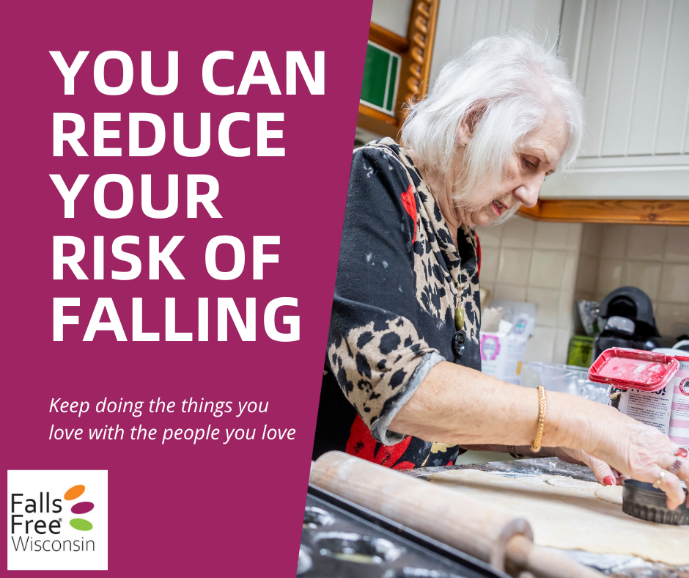 YOU CAN
REDUCE
YOUR
RISK OF
FALLING
Keep doing the things you
love with the people you love
Falls
Free
Wisconsin